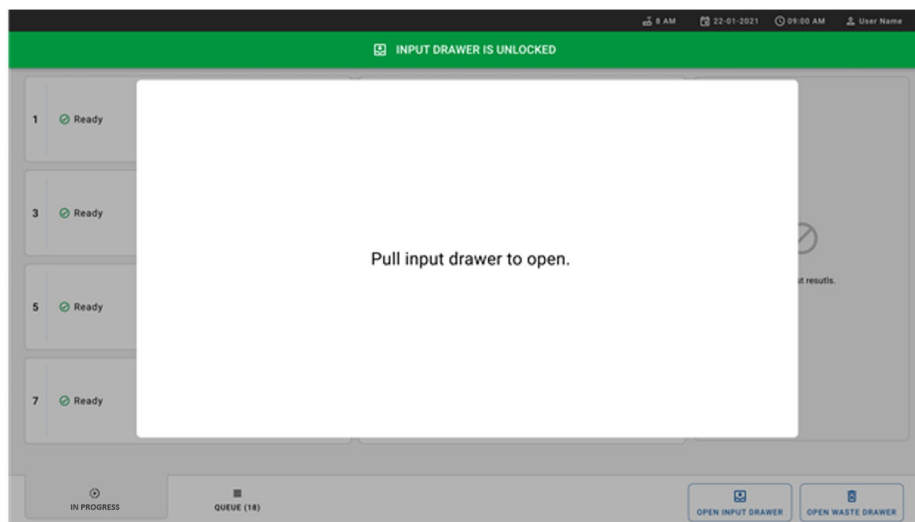 8 AM 22-01-2021 09:00 AM User Name
INPUT DRAWER IS UNLOCKED
1 Ready
3 Ready
Pull input drawer to open.
st resutls.
5 Ready
7 Ready
IN PROGRESS
QUEUE (18)
OPEN INPUT DRAWER
OPEN WASTE DRAWER